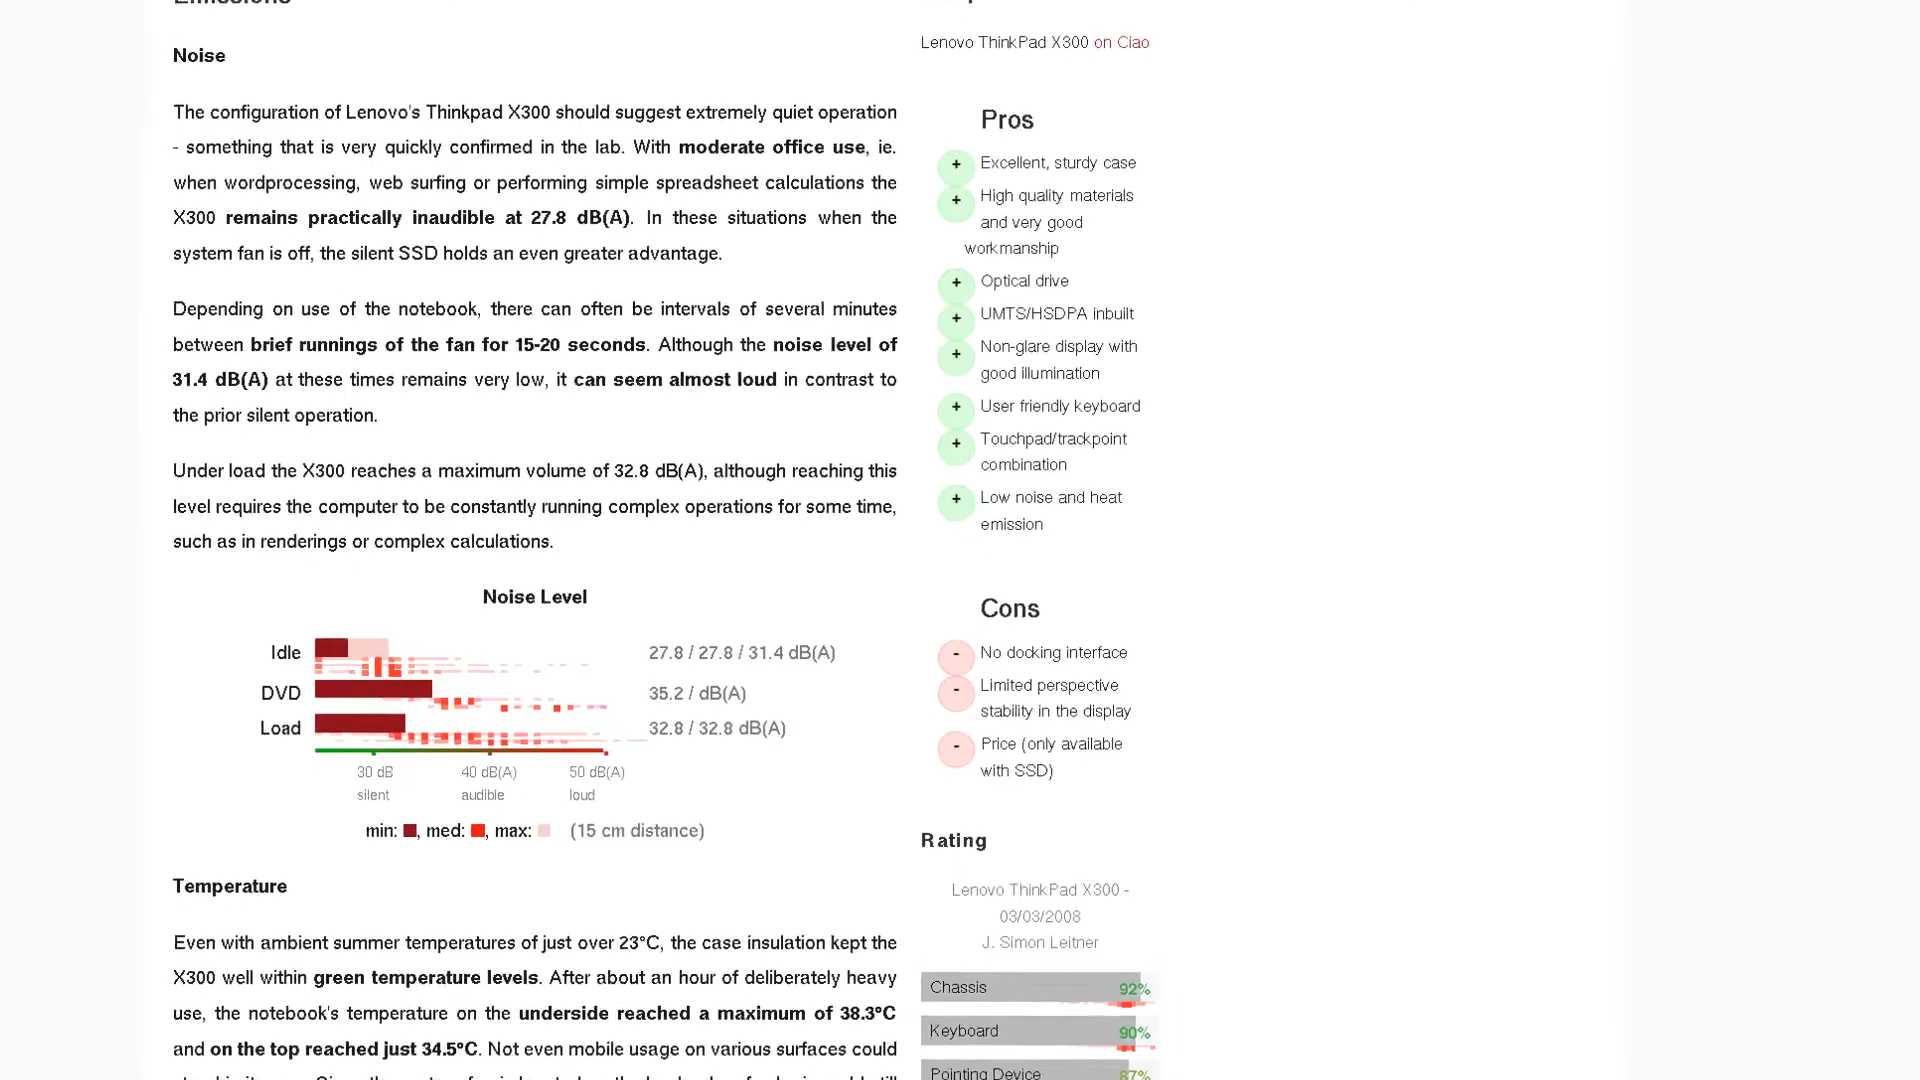 Noise
The configuration of Lenovo's Thinkpad X300 should suggest extremely quiet operation
- something that is very quickly confirmed in the lab. With moderate office use, ie.
when wordprocessing, web surfing or performing simple spreadsheet calculations the
X300 remains practically inaudible at 27.8 dB(A). In these situations when the
system fan is off, the silent SSD holds an even greater advantage.
Depending on use of the notebook, there can often be intervals of several minutes
between brief runnings of the fan for 15-20 seconds. Although the noise level of
31.4 dB(A) at these times remains very low, it can seem almost loud in contrast to
the prior silent operation.
Under load the X300 reaches a maximum volume of 32.8 dB(A), although reaching this
level requires the computer to be constantly running complex operations for some time,
such as in renderings or complex calculations.
Noise Level
Idle 27.8 / 27.8 / 31.4 dB(A)
DVD 35.2 / dB(A)
Load 32.8 / 32.8 dB(A)
30 dB 40 dB(A) 50 dB(A)
silent audible loud
min: , med: , max: (15 cm distance)
Temperature
Even with ambient summer temperatures of just over 23°C, the case insulation kept the
X300 well within green temperature levels. After about an hour of deliberately heavy
use, the notebook's temperature on the underside reached a maximum of 38.3°C
and on the top reached just 34.5°C. Not even mobile usage on various surfaces could
Lenovo ThinkPad X300 on Ciao
Pros
+ Excellent, sturdy case
+ High quality materials
and very good
workmanship
+ Optical drive
+ UMTS/HSDPA inbuilt
+ Non-glare display with
good illumination
+ User friendly keyboard
+ Touchpad/trackpoint
combination
+ Low noise and heat
emission
Cons
- No docking interface
- Limited perspective
stability in the display
- Price (only available
with SSD)
Rating
Lenovo ThinkPad X300 -
03/03/2008
J. Simon Leitner
Chassis 92%
Keyboard 90%
Pointing Device 87%